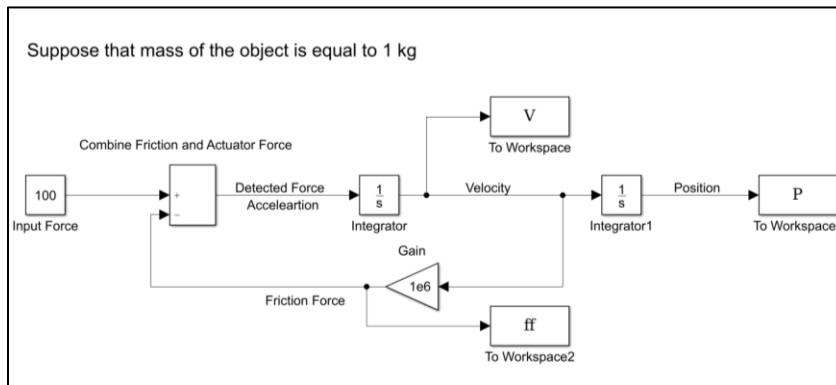 Suppose that mass of the object is equal to 1 kg
V
To Workspace
Combine Friction and Actuator Force
100
+
−
Detected Force
Acceleartion
1
s
Velocity
1
s
Position
P
Input Force
Integrator
Integrator1
To Workspace
Gain
1e6
Friction Force
ff
To Workspace2